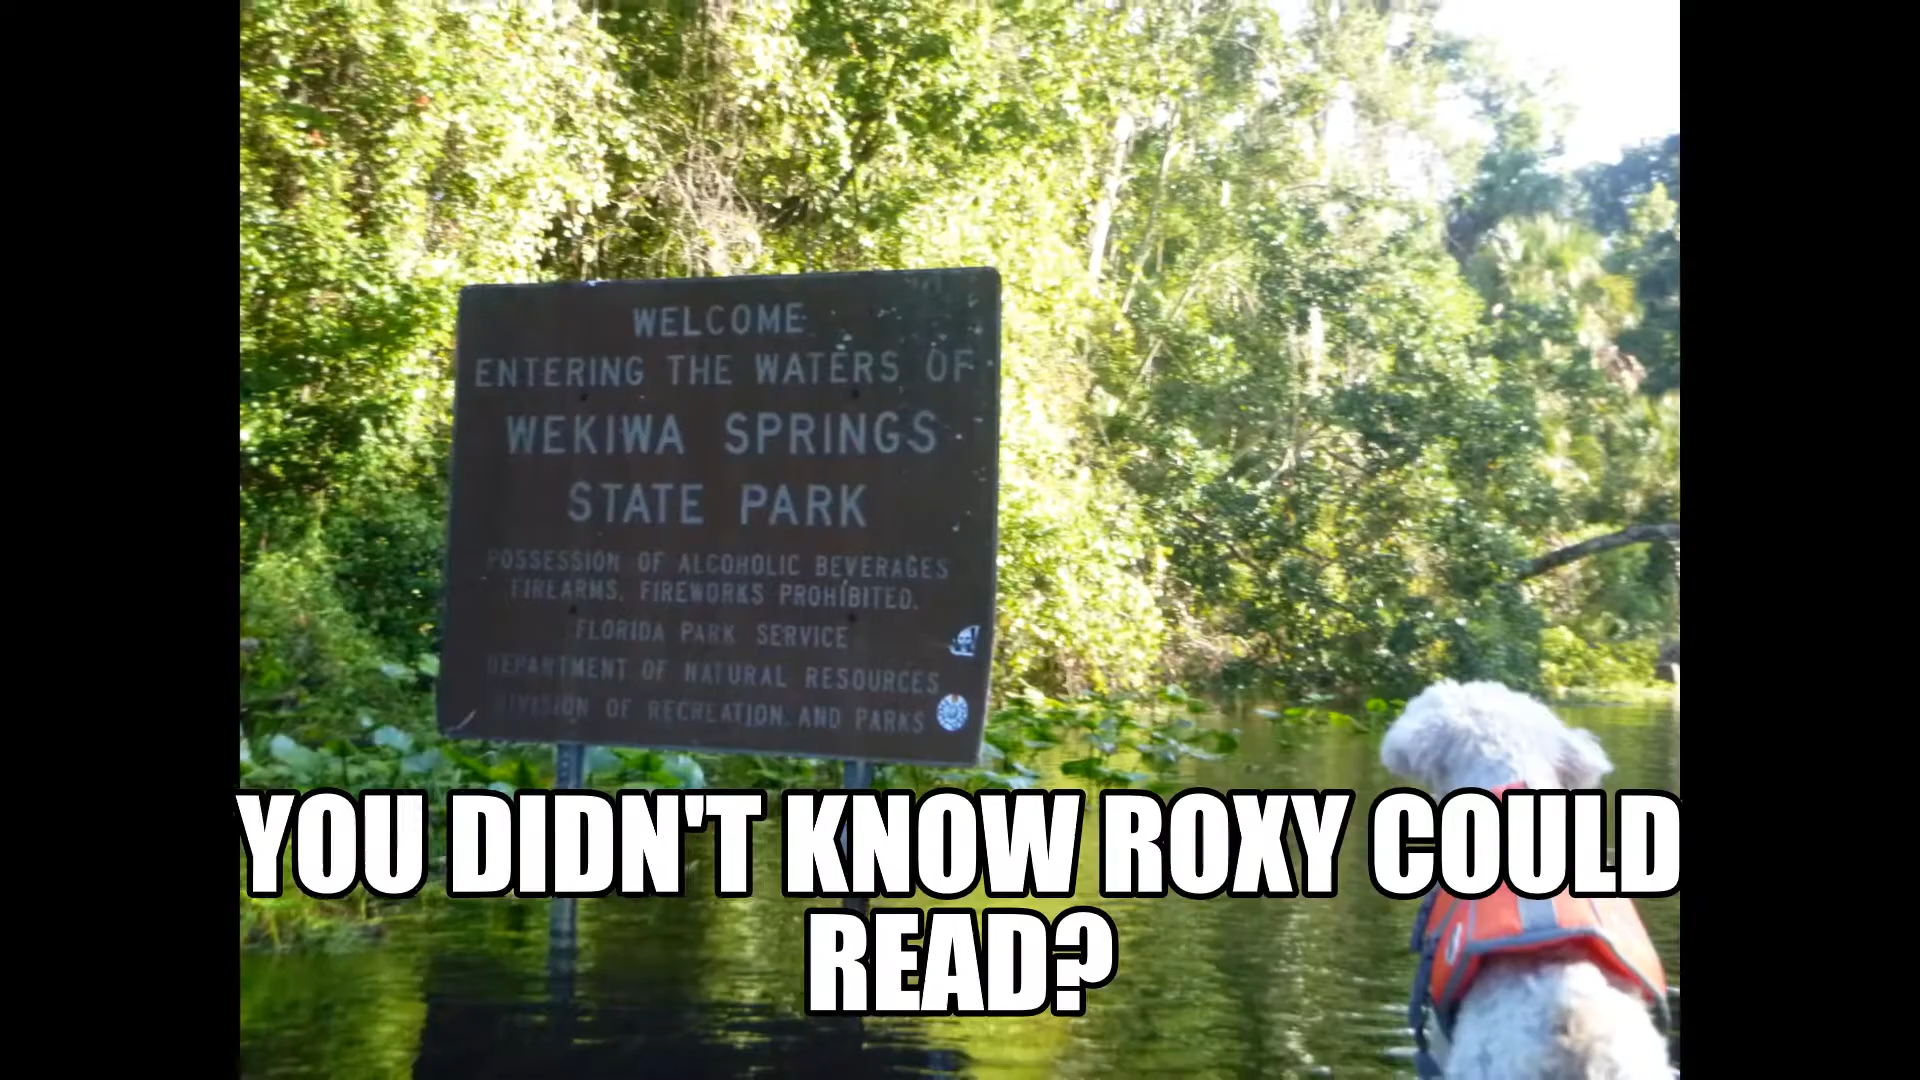 WELCOME
ENTERING THE WATERS OF
WEKIWA SPRINGS
STATE PARK
POSSESSION OF ALCOHOLIC BEVERAGES
FIREARMS, FIREWORKS PROHIBITED.
FLORIDA PARK SERVICE
DEPARTMENT OF NATURAL RESOURCES
DIVISION OF RECREATION AND PARKS
YOU DIDN'T KNOW ROXY COULD
READ?